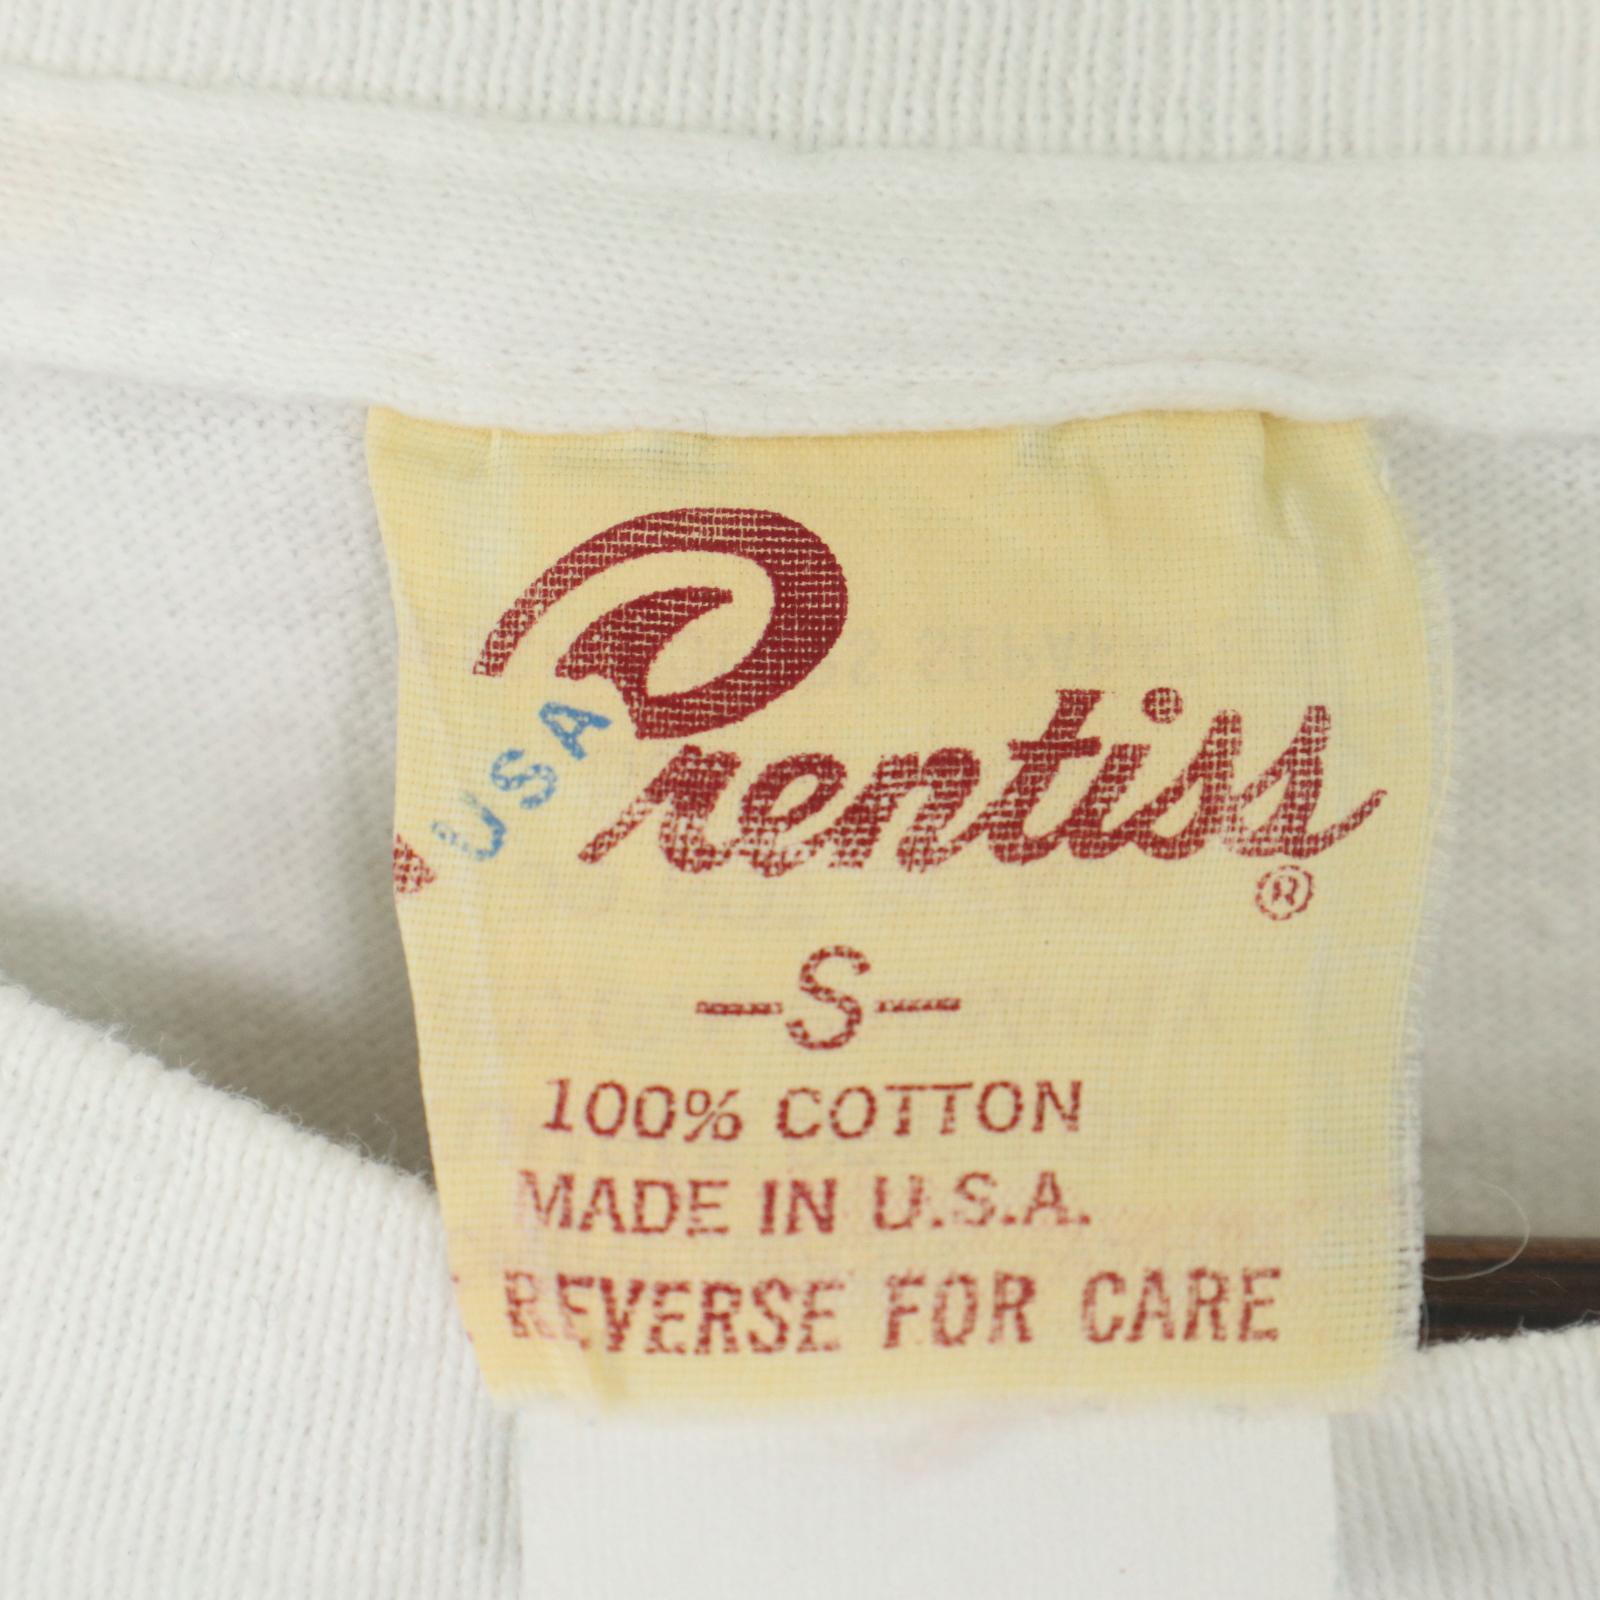 Prentiss®
USA
-S-
100% COTTON
MADE IN U.S.A.
REVERSE FOR CARE